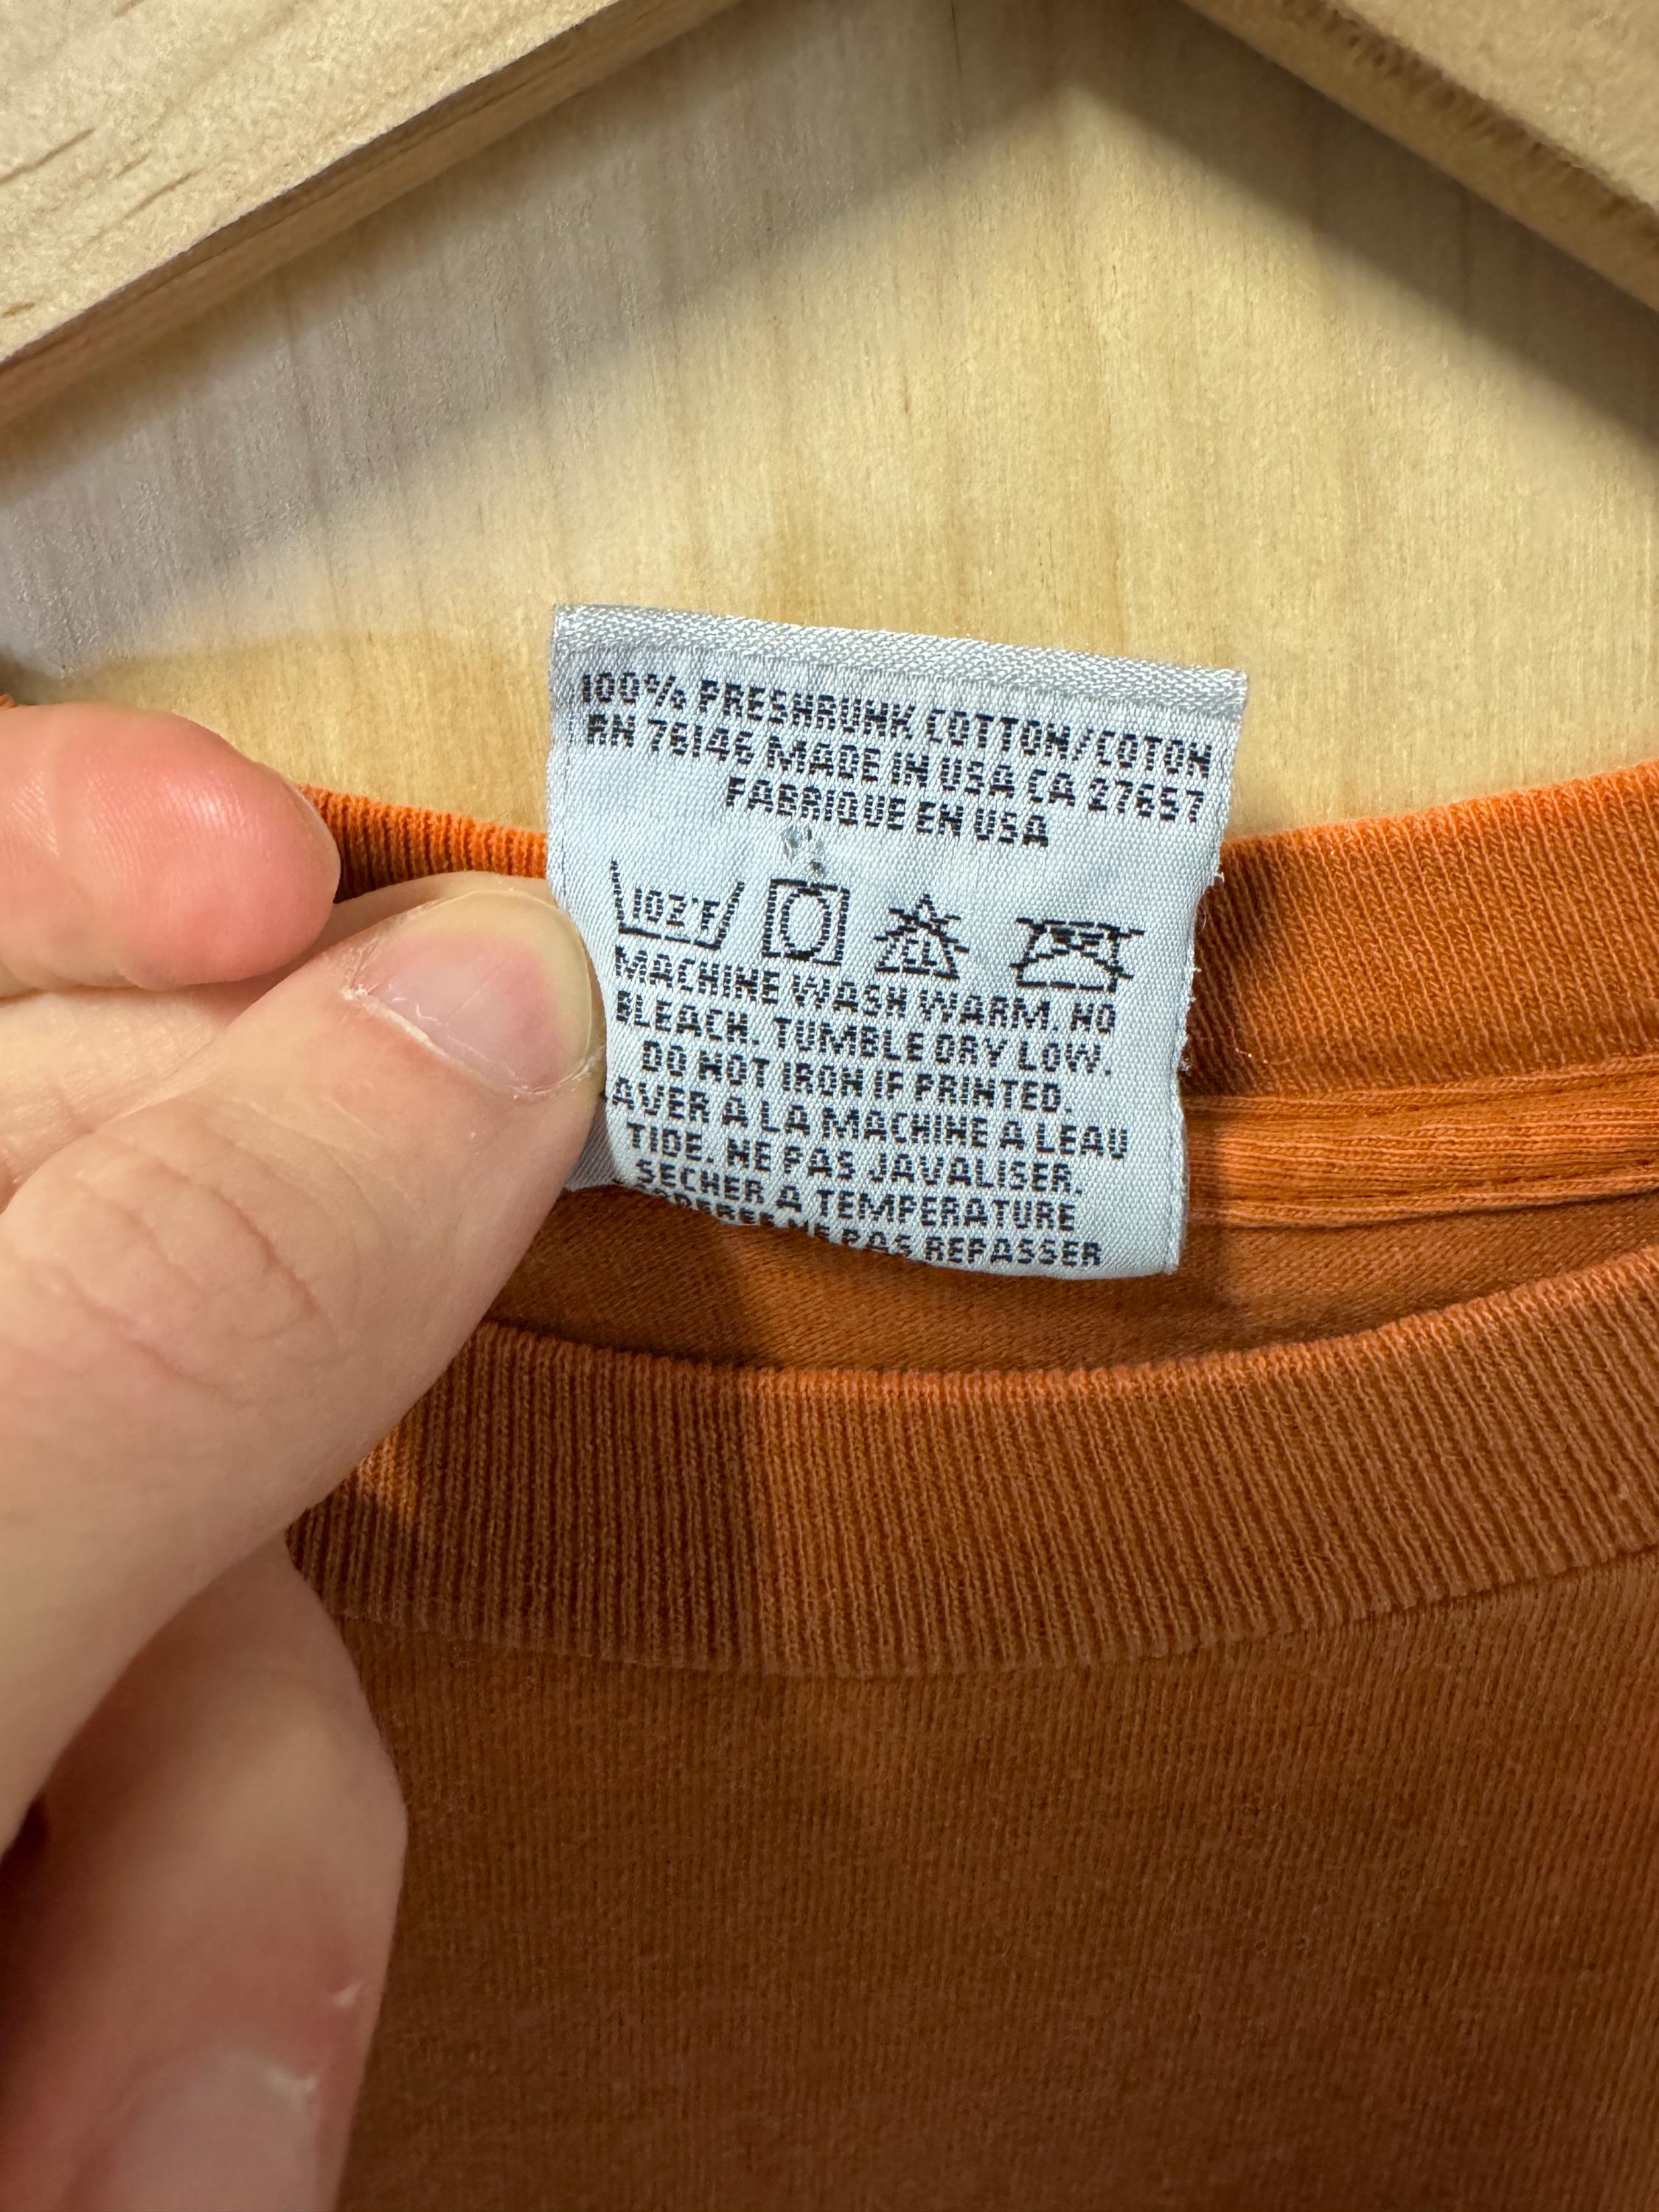 100% PRESHRUNK COTTON/COTON
RN 76146 MADE IN USA CA 27657
FABRIQUE EN USA
102°F
CL
MACHINE WASH WARM. NO
BLEACH. TUMBLE DRY LOW.
DO NOT IRON IF PRINTED.
AVER A LA MACHINE A LEAU
TIDE. NE PAS JAVALISER.
SECHER A TEMPERATURE
NE PAS REPASSER